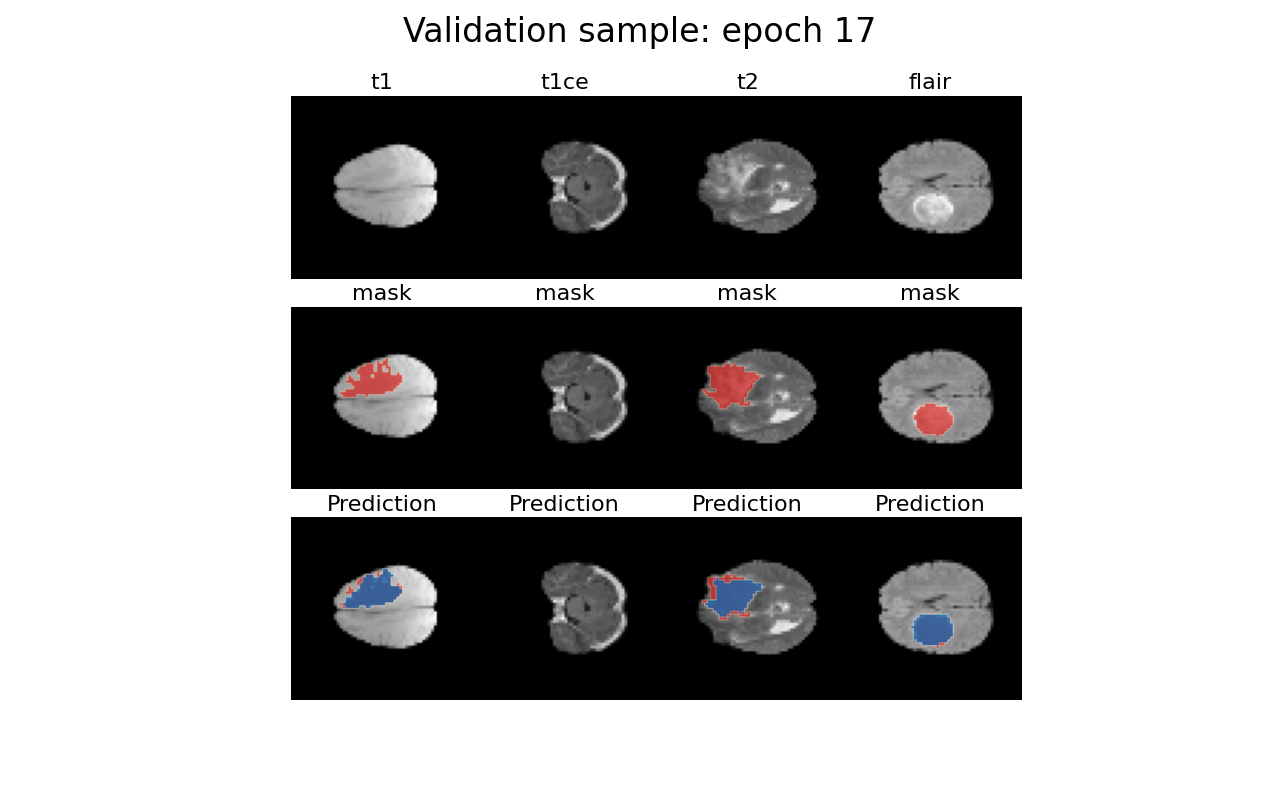 Validation sample: epoch 17
t1 t1ce t2 flair
mask mask mask mask
Prediction Prediction Prediction Prediction